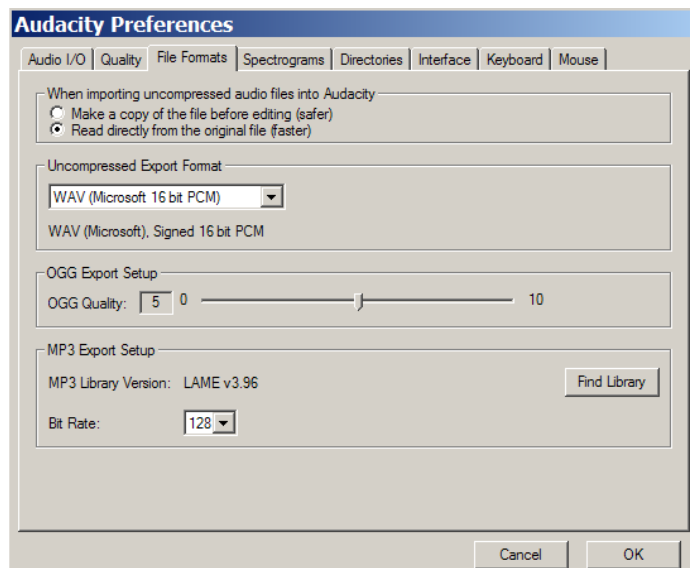 Audacity Preferences
Audio I/O Quality File Formats Spectrograms Directories Interface Keyboard Mouse
When importing uncompressed audio files into Audacity
Make a copy of the file before editing (safer)
Read directly from the original file (faster)
Uncompressed Export Format
WAV (Microsoft 16 bit PCM)
WAV (Microsoft), Signed 16 bit PCM
OGG Export Setup
OGG Quality: 5 0 10
MP3 Export Setup
MP3 Library Version: LAME v3.96 Find Library
Bit Rate: 128
Cancel OK